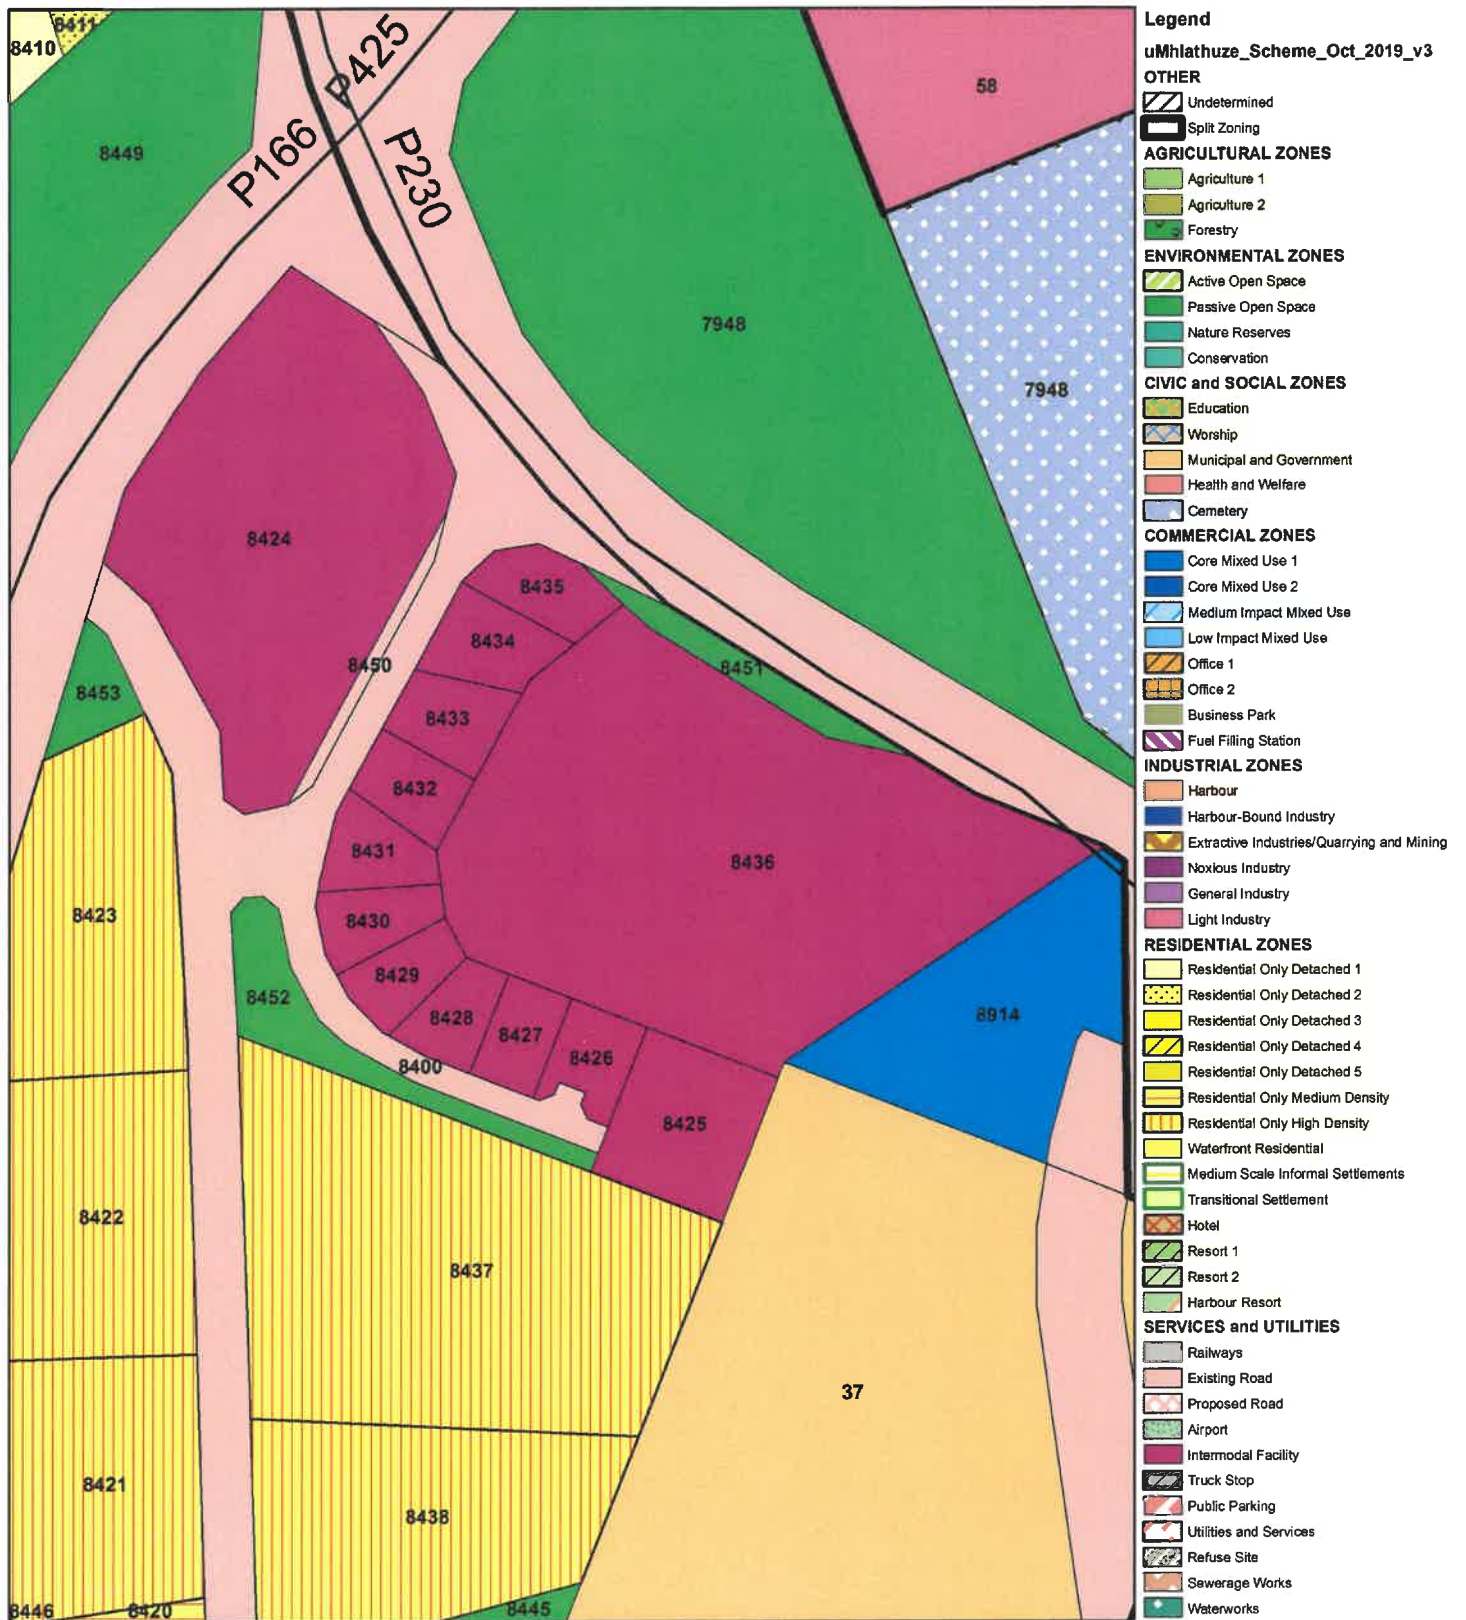 8411
8410
P425
58
8449
P166
P230
7948
7948
8424
8435
8434
8450
8451
8453
8433
8432
8431
8436
8423
8430
8429
8452
8428
8914
8427
8426
8400
8425
8422
8437
37
8421
8438
8446
8420
8445
Legend
uMhlathuze_Scheme_Oct_2019_v3
OTHER
Undetermined
Split Zoning
AGRICULTURAL ZONES
Agriculture 1
Agriculture 2
Forestry
ENVIRONMENTAL ZONES
Active Open Space
Passive Open Space
Nature Reserves
Conservation
CIVIC and SOCIAL ZONES
Education
Worship
Municipal and Government
Health and Welfare
Cemetery
COMMERCIAL ZONES
Core Mixed Use 1
Core Mixed Use 2
Medium Impact Mixed Use
Low Impact Mixed Use
Office 1
Office 2
Business Park
Fuel Filling Station
INDUSTRIAL ZONES
Harbour
Harbour-Bound Industry
Extractive Industries/Quarrying and Mining
Noxious Industry
General Industry
Light Industry
RESIDENTIAL ZONES
Residential Only Detached 1
Residential Only Detached 2
Residential Only Detached 3
Residential Only Detached 4
Residential Only Detached 5
Residential Only Medium Density
Residential Only High Density
Waterfront Residential
Medium Scale Informal Settlements
Transitional Settlement
Hotel
Resort 1
Resort 2
Harbour Resort
SERVICES and UTILITIES
Railways
Existing Road
Proposed Road
Airport
Intermodal Facility
Truck Stop
Public Parking
Utilities and Services
Refuse Site
Sewerage Works
Waterworks